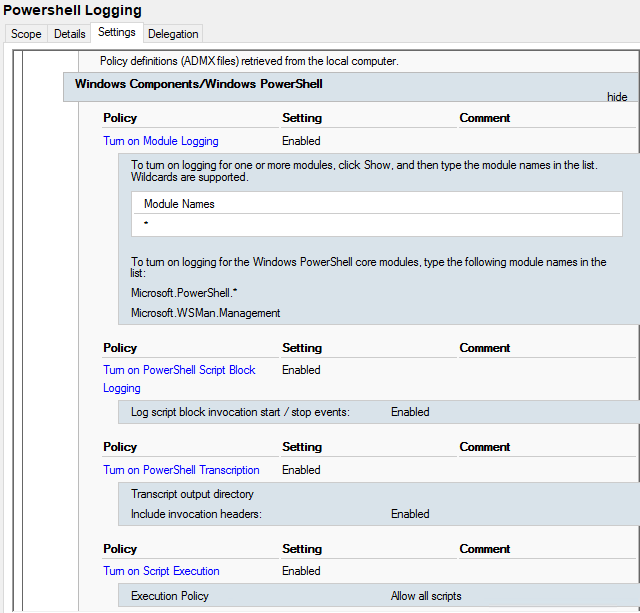 Powershell Logging
Scope Details Settings Delegation
Policy definitions (ADMX files) retrieved from the local computer.
Windows Components/Windows PowerShell
hide
Policy Setting Comment
Turn on Module Logging Enabled
To turn on logging for one or more modules, click Show, and then type the module names in the list.
Wildcards are supported.
Module Names
*
To turn on logging for the Windows PowerShell core modules, type the following module names in the
list:
Microsoft.PowerShell.*
Microsoft.WSMan.Management
Policy Setting Comment
Turn on PowerShell Script Block Enabled
Logging
Log script block invocation start / stop events: Enabled
Policy Setting Comment
Turn on PowerShell Transcription Enabled
Transcript output directory
Include invocation headers: Enabled
Policy Setting Comment
Turn on Script Execution Enabled
Execution Policy Allow all scripts